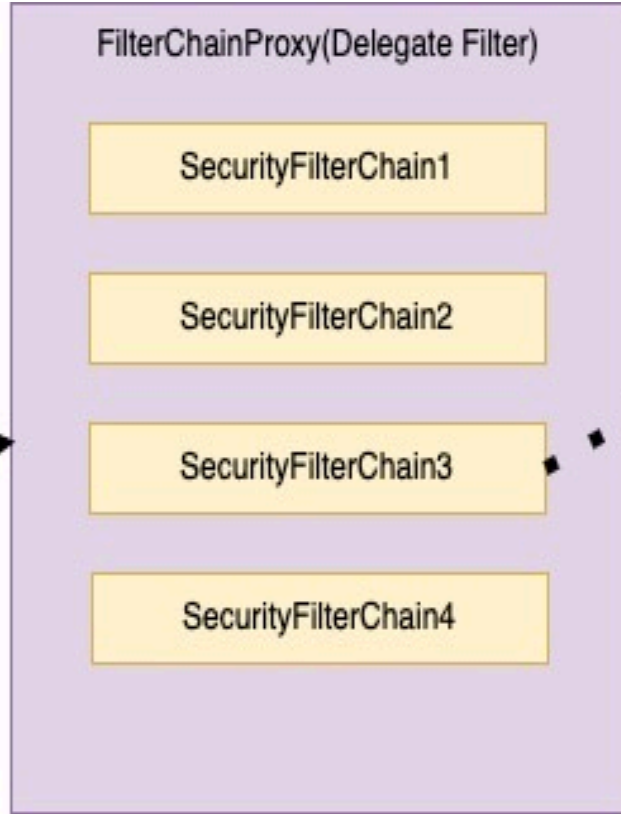 FilterChainProxy(Delegate Filter)
SecurityFilterChain1
SecurityFilterChain2
SecurityFilterChain3
SecurityFilterChain4